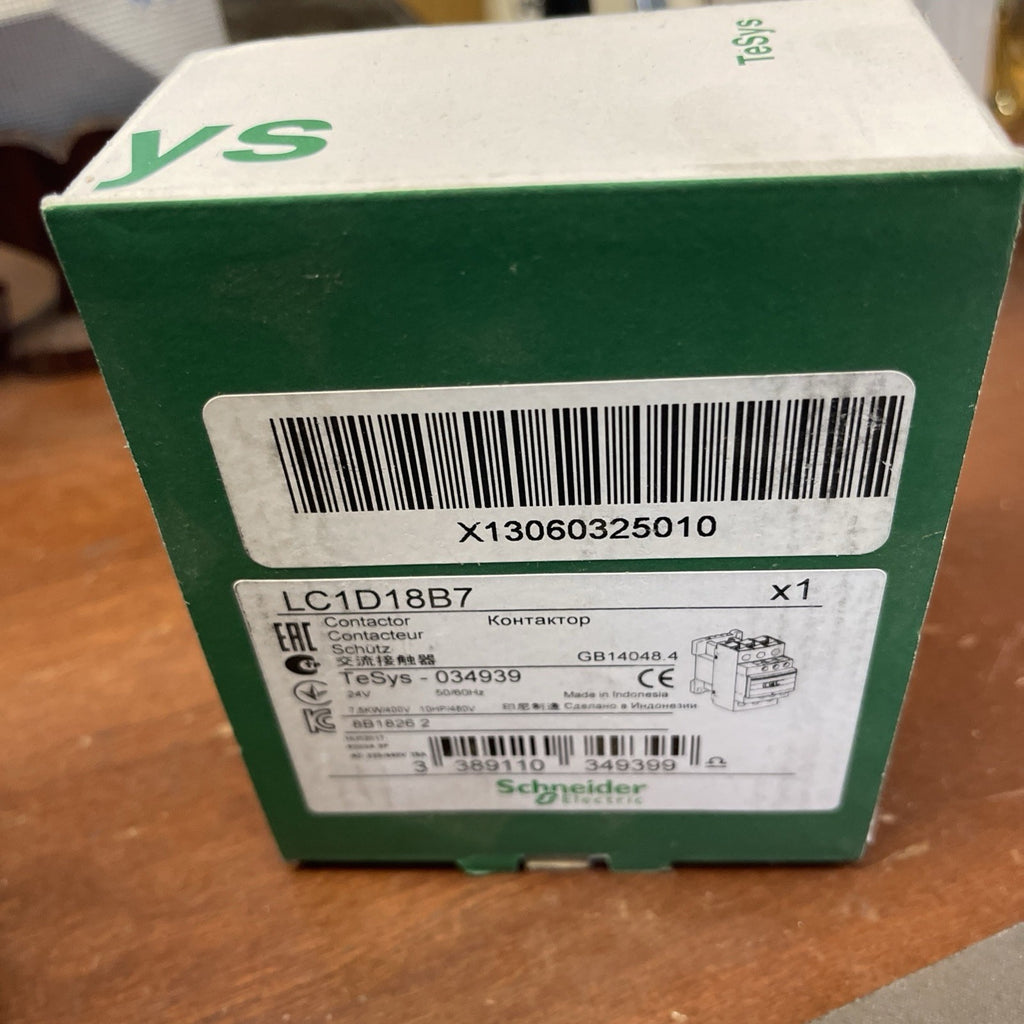 TeSys
ys
X13060325010
LC1D18B7 x1
EAC Contactor Контактор
Contacteur
Schütz
交流接触器 GB14048.4
TeSys - 034939 CE
24V 50/60Hz Made in Indonesia
7.5KW/400V 10HP/480V 印尼制造 Сделано в Индонезии
8B1826 2
3 389110 349399
Schneider
Electric